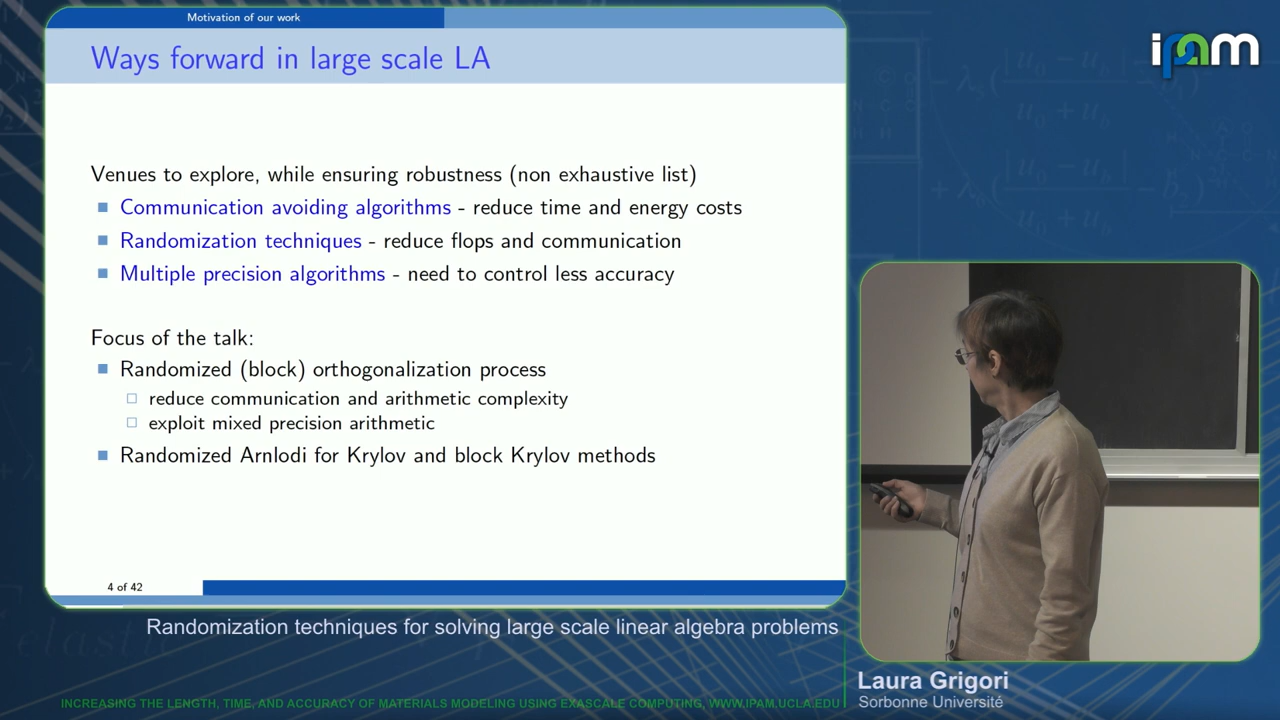 Motivation of our work
Ways forward in large scale LA
Venues to explore, while ensuring robustness (non exhaustive list)
Communication avoiding algorithms - reduce time and energy costs
Randomization techniques - reduce flops and communication
Multiple precision algorithms - need to control less accuracy
Focus of the talk:
Randomized (block) orthogonalization process
reduce communication and arithmetic complexity
exploit mixed precision arithmetic
Randomized Arnlodi for Krylov and block Krylov methods
4 of 42
ipam
Randomization techniques for solving large scale linear algebra problems
Laura Grigori
Sorbonne Université
INCREASING THE LENGTH, TIME, AND ACCURACY OF MATERIALS MODELING USING EXASCALE COMPUTING, WWW.IPAM.UCLA.EDU